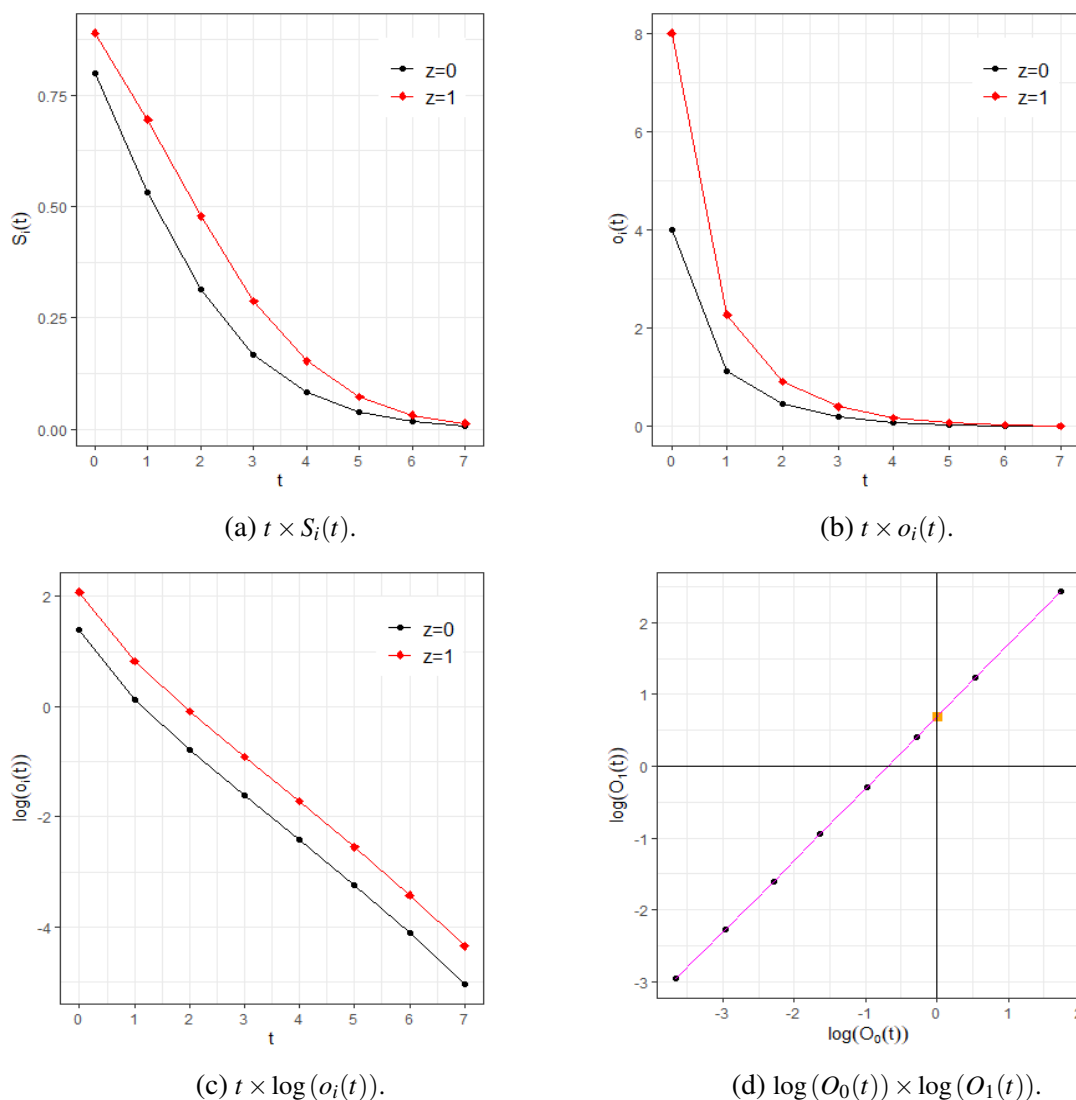 z=0
z=1
0.75
0.50
0.25
0.00
S_i(t)
0 1 2 3 4 5 6 7
t
(a) t × S_i(t).
z=0
z=1
8
6
4
2
0
o_i(t)
0 1 2 3 4 5 6 7
t
(b) t × o_i(t).
z=0
z=1
2
0
-2
-4
log(o_i(t))
0 1 2 3 4 5 6 7
t
(c) t × log (o_i(t)).
2
1
0
-1
-2
-3
log(O_1(t))
-3 -2 -1 0 1
log(O_0(t))
(d) log (O_0(t)) × log (O_1(t)).